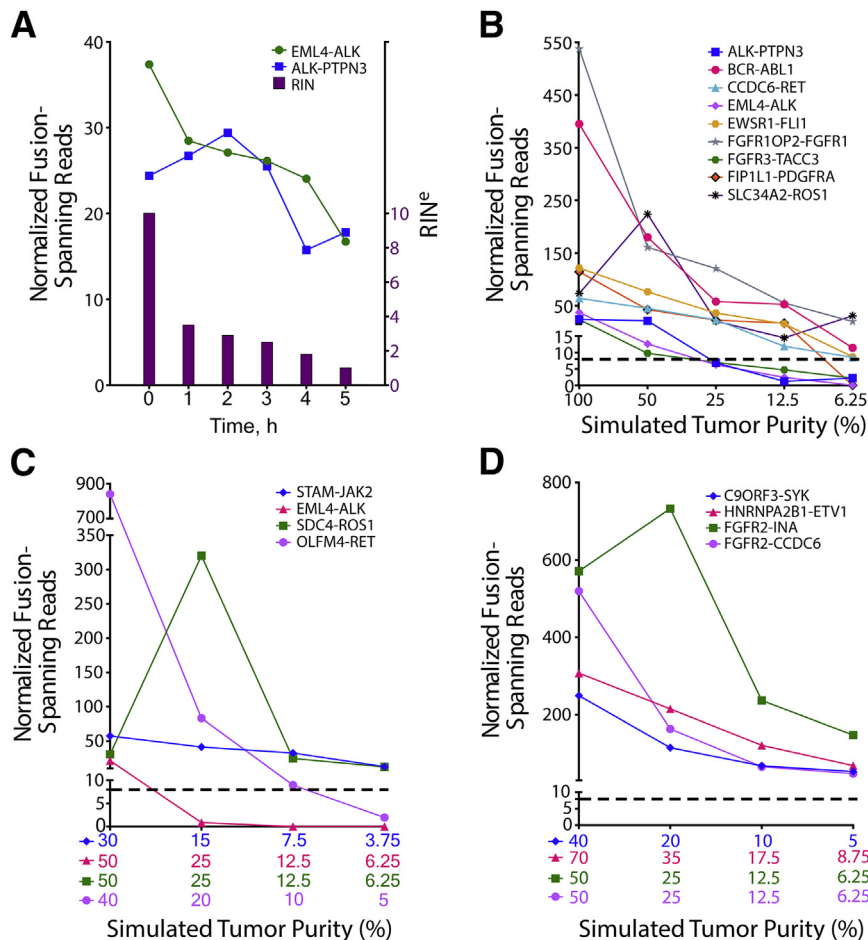 A
B
Normalized Fusion-
Spanning Reads
40
30
20
10
0
EML4-ALK
ALK-PTPN3
RIN
RINe
10
8
6
4
2
0
0 1 2 3 4 5
Time, h
Normalized Fusion-
Spanning Reads
550
450
350
250
150
50
15
10
5
0
ALK-PTPN3
BCR-ABL1
CCDC6-RET
EML4-ALK
EWSR1-FLI1
FGFR1OP2-FGFR1
FGFR3-TACC3
FIP1L1-PDGFRA
SLC34A2-ROS1
100 50 25 12.5 6.25
Simulated Tumor Purity (%)
C
D
Normalized Fusion-
Spanning Reads
900
700
350
300
250
200
150
100
50
10
5
0
STAM-JAK2
EML4-ALK
SDC4-ROS1
OLFM4-RET
30 15 7.5 3.75
50 25 12.5 6.25
50 25 12.5 6.25
40 20 10 5
Simulated Tumor Purity (%)
Normalized Fusion-
Spanning Reads
800
600
400
200
10
5
0
C9ORF3-SYK
HNRNPA2B1-ETV1
FGFR2-INA
FGFR2-CCDC6
40 20 10 5
70 35 17.5 8.75
50 25 12.5 6.25
50 25 12.5 6.25
Simulated Tumor Purity (%)